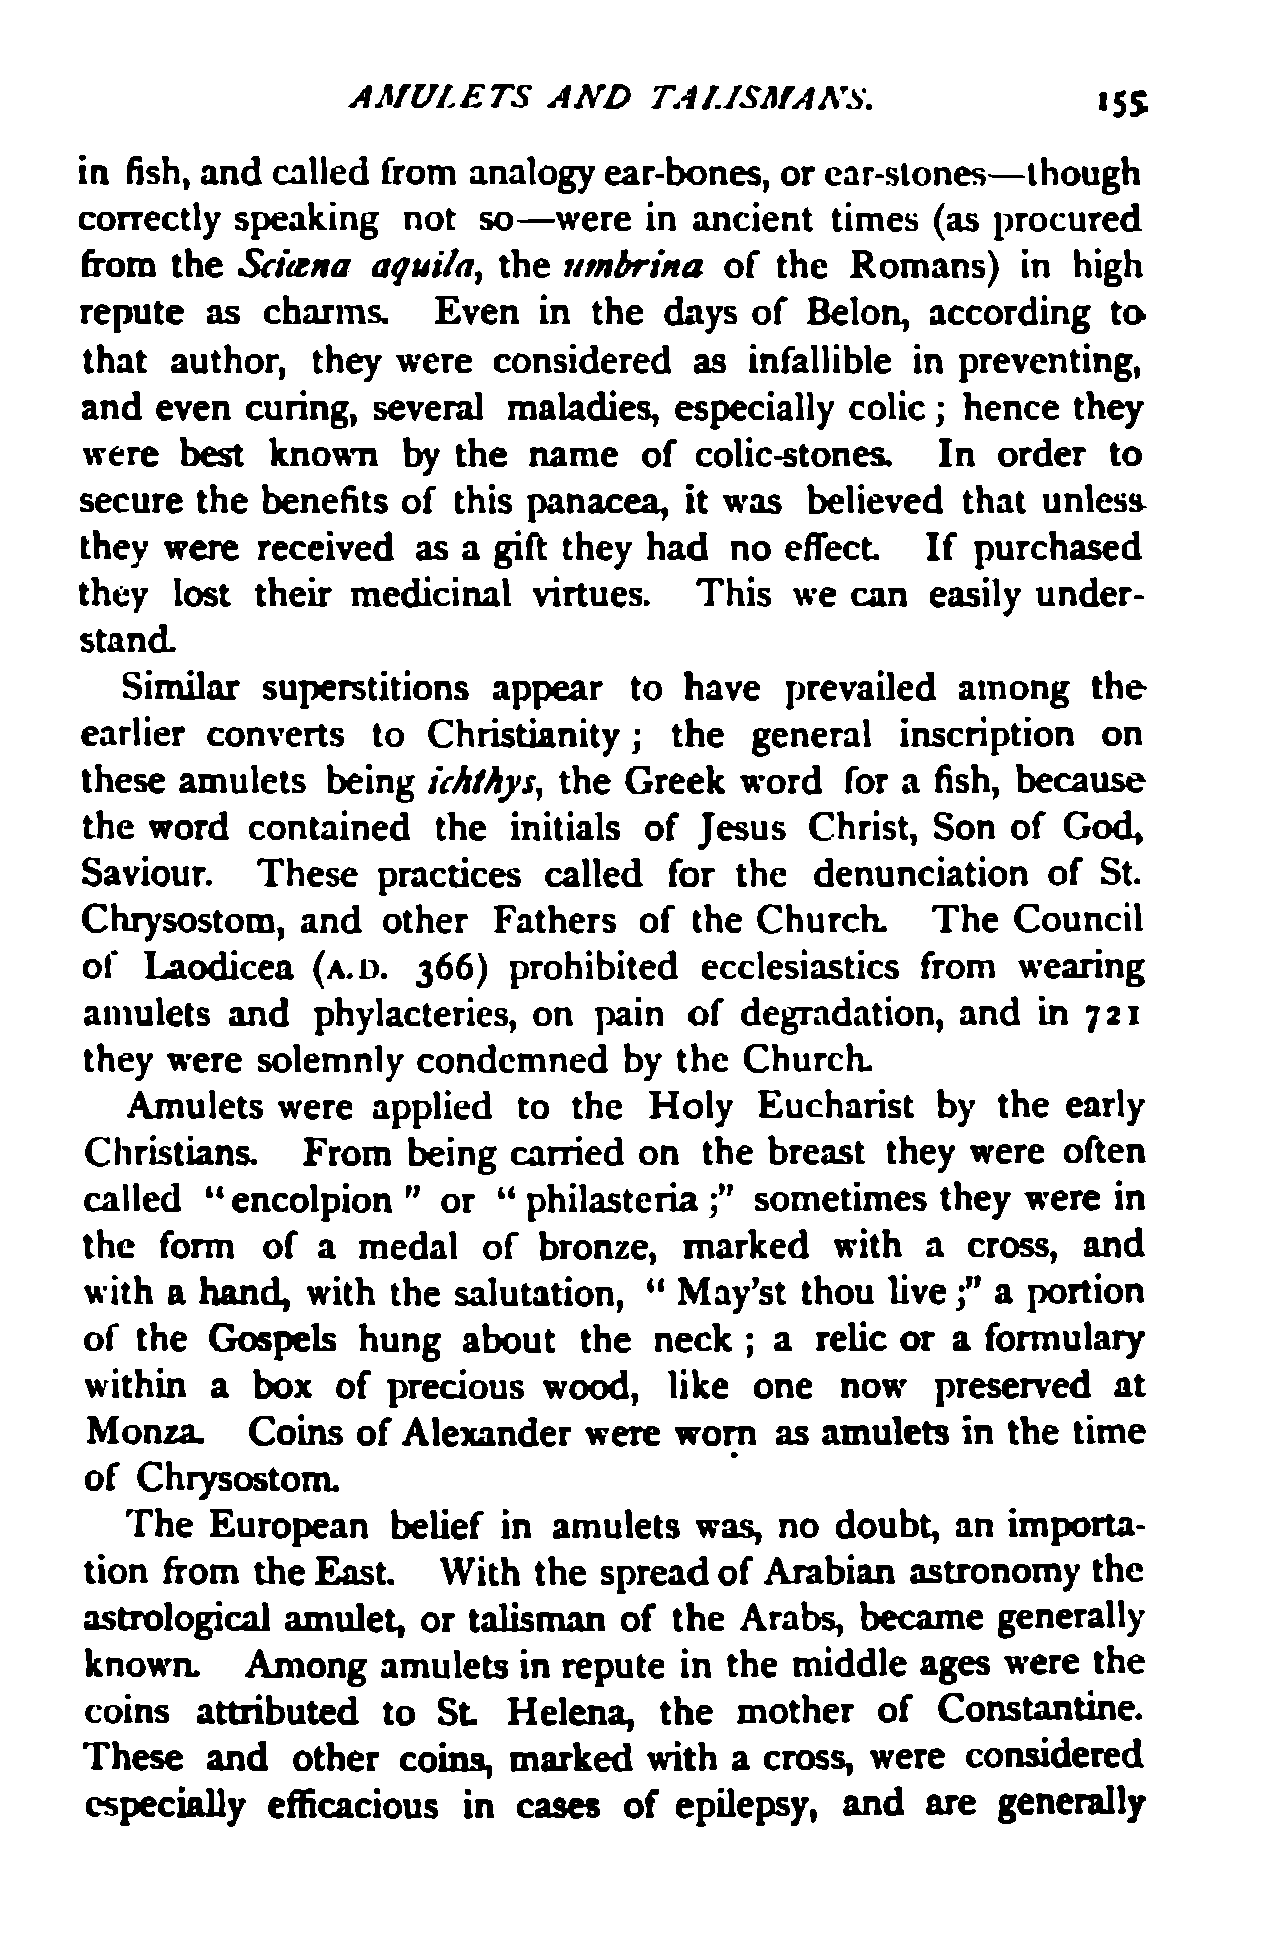 AMULETS AND TALISMANS. 155
in fish, and called from analogy ear-bones, or ear-stones—though
correctly speaking not so—were in ancient times (as procured
from the Sciæna aquila, the umbrina of the Romans) in high
repute as charms. Even in the days of Belon, according to
that author, they were considered as infallible in preventing,
and even curing, several maladies, especially colic ; hence they
were best known by the name of colic-stones. In order to
secure the benefits of this panacea, it was believed that unless
they were received as a gift they had no effect. If purchased
they lost their medicinal virtues. This we can easily under-
stand.
Similar superstitions appear to have prevailed among the
earlier converts to Christianity ; the general inscription on
these amulets being ichthys, the Greek word for a fish, because
the word contained the initials of Jesus Christ, Son of God,
Saviour. These practices called for the denunciation of St.
Chrysostom, and other Fathers of the Church. The Council
of Laodicea (A.D. 366) prohibited ecclesiastics from wearing
amulets and phylacteries, on pain of degradation, and in 721
they were solemnly condemned by the Church.
Amulets were applied to the Holy Eucharist by the early
Christians. From being carried on the breast they were often
called “encolpion” or “philasteria ;” sometimes they were in
the form of a medal of bronze, marked with a cross, and
with a hand, with the salutation, “May’st thou live ;” a portion
of the Gospels hung about the neck ; a relic or a formulary
within a box of precious wood, like one now preserved at
Monza. Coins of Alexander were worn as amulets in the time
of Chrysostom.
The European belief in amulets was, no doubt, an importa-
tion from the East. With the spread of Arabian astronomy the
astrological amulet, or talisman of the Arabs, became generally
known. Among amulets in repute in the middle ages were the
coins attributed to St. Helena, the mother of Constantine.
These and other coins, marked with a cross, were considered
especially efficacious in cases of epilepsy, and are generally